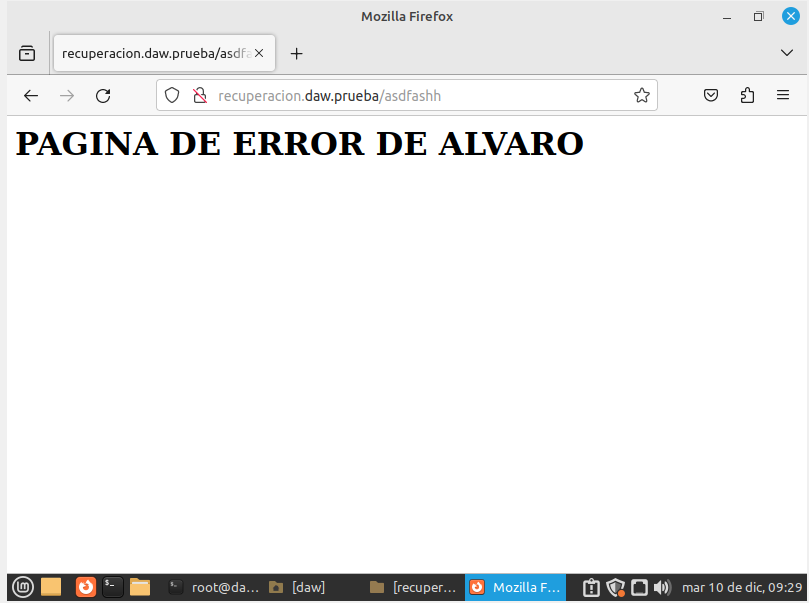 Mozilla Firefox
recuperacion.daw.prueba/asdfa
recuperacion.daw.prueba/asdfashh
PAGINA DE ERROR DE ALVARO
root@da... [daw] [recuper... Mozilla F... mar 10 de dic, 09:29